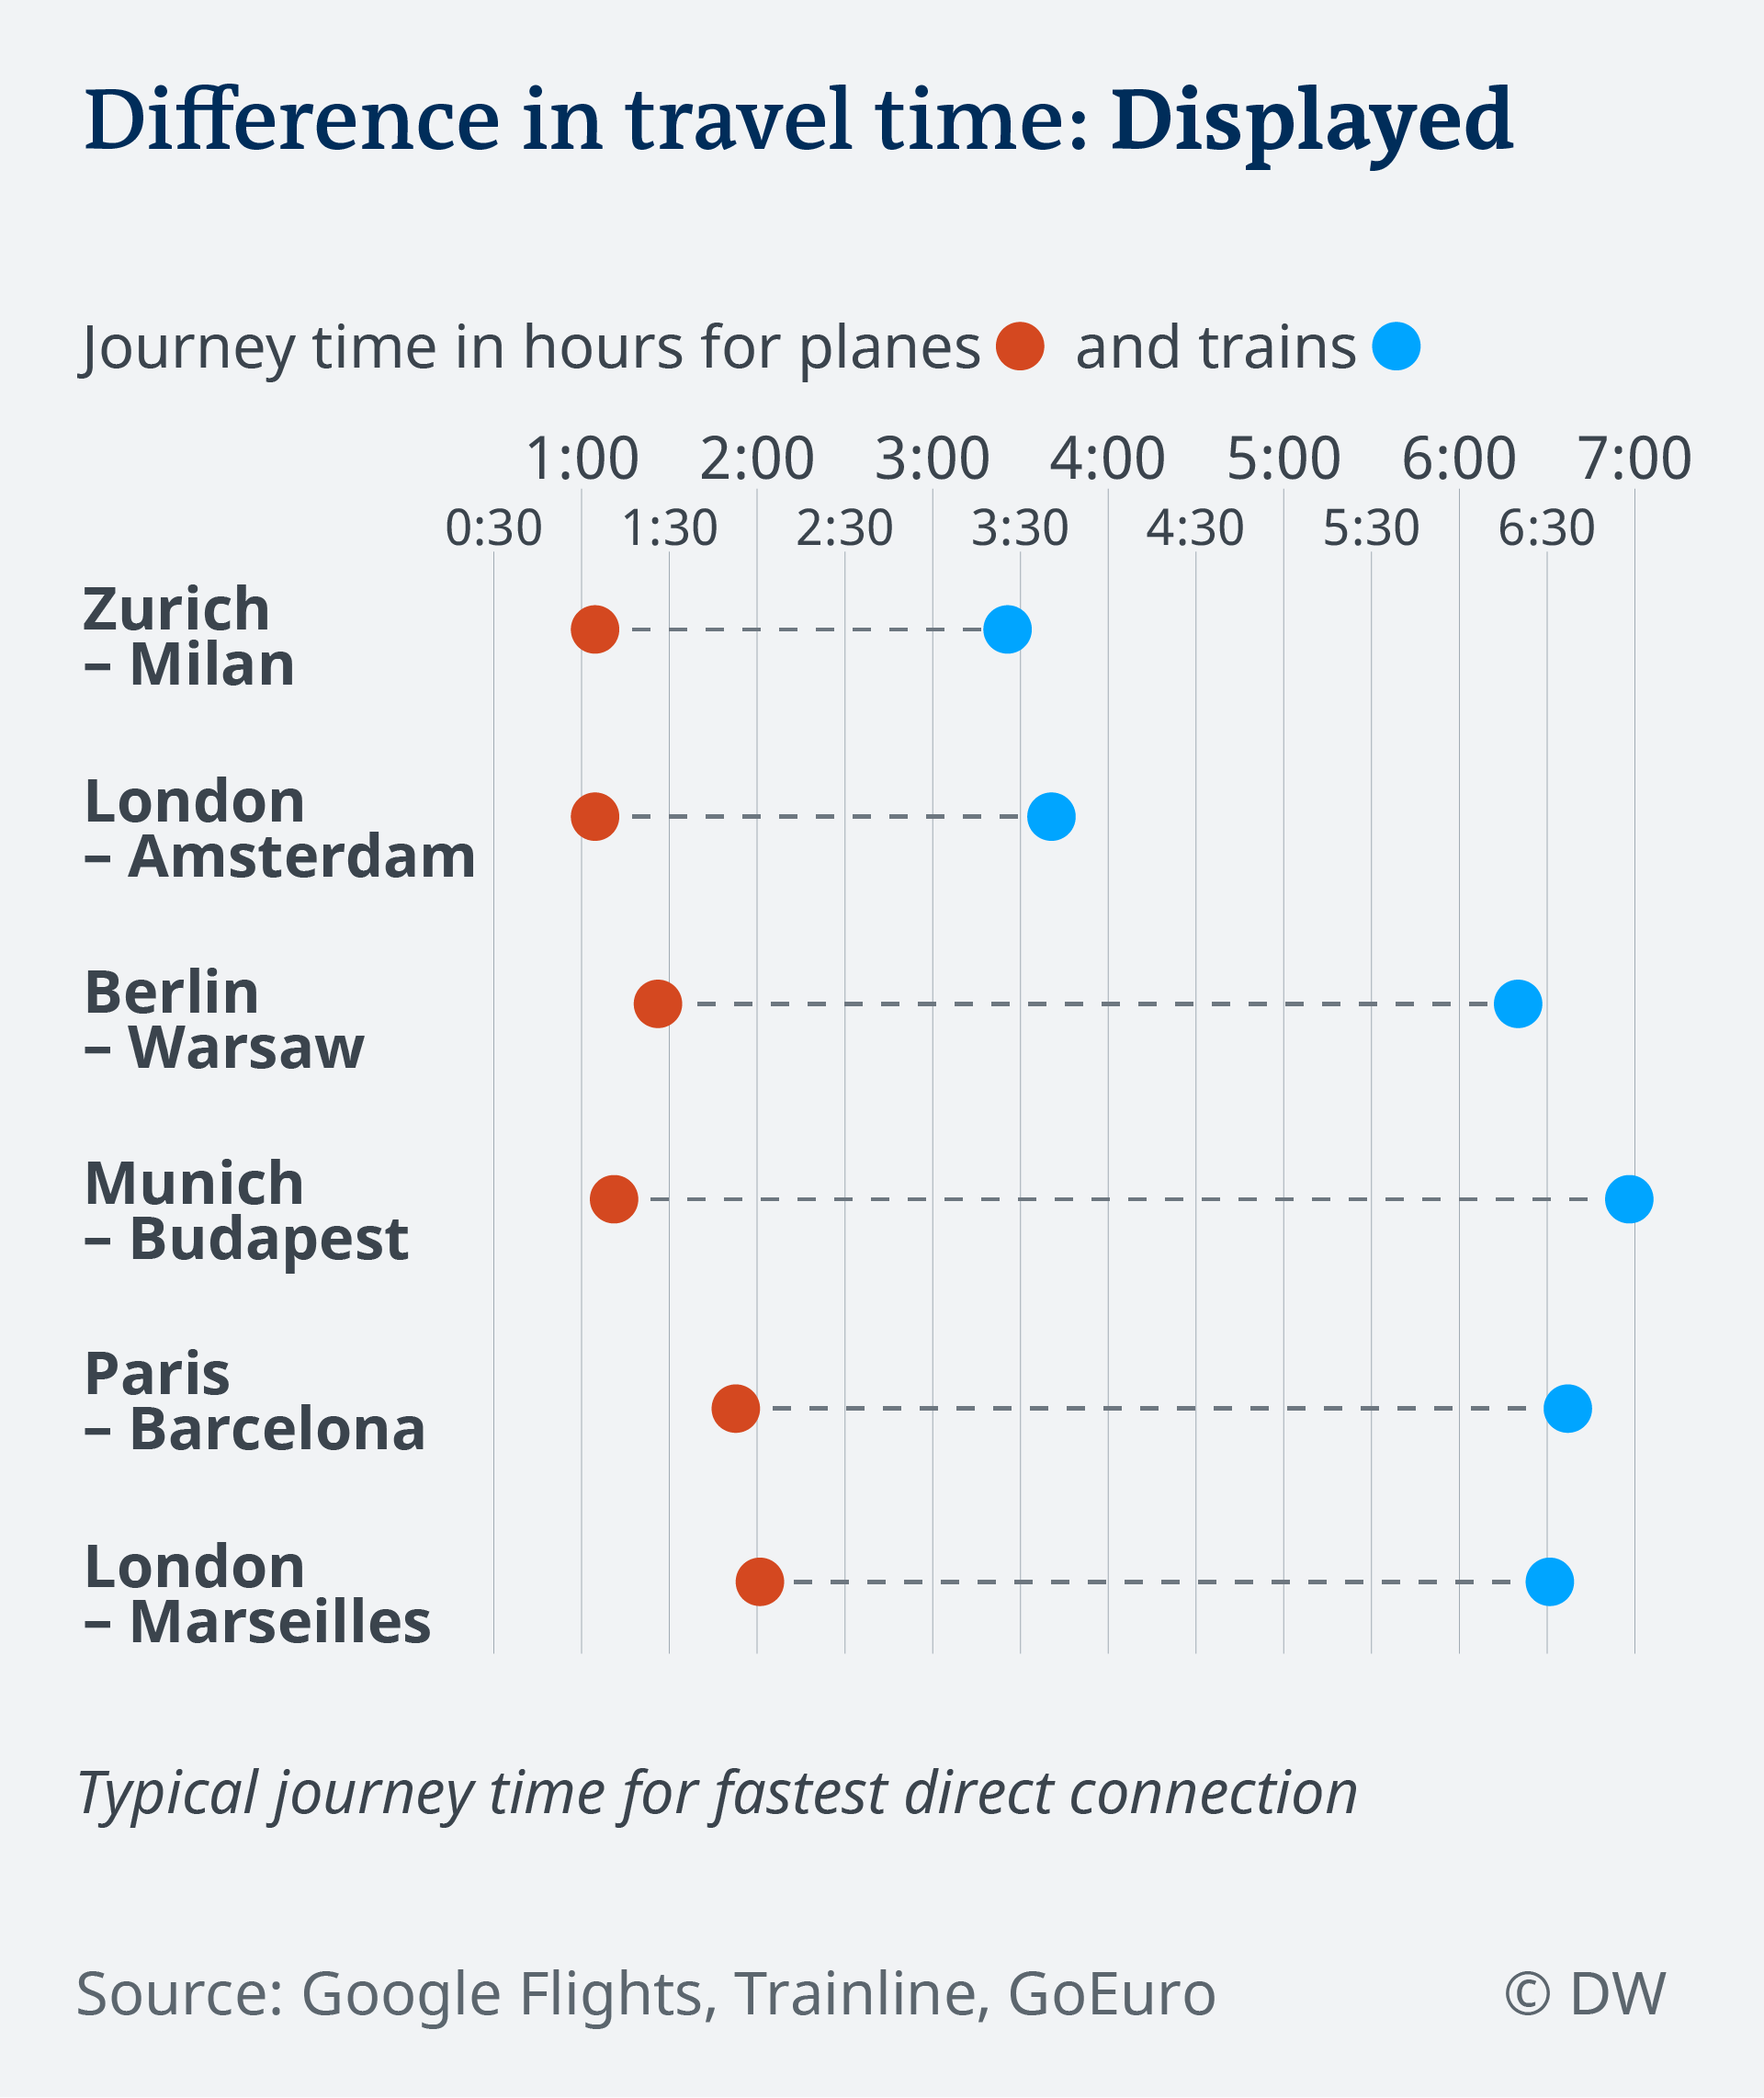 Difference in travel time: Displayed
Journey time in hours for planes and trains
1:00 2:00 3:00 4:00 5:00 6:00 7:00
0:30 1:30 2:30 3:30 4:30 5:30 6:30
Zurich
– Milan
London
– Amsterdam
Berlin
– Warsaw
Munich
– Budapest
Paris
– Barcelona
London
– Marseilles
Typical journey time for fastest direct connection
Source: Google Flights, Trainline, GoEuro © DW